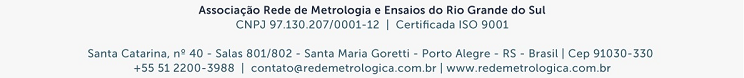 Associação Rede de Metrologia e Ensaios do Rio Grande do Sul
CNPJ 97.130.207/0001-12 | Certificada ISO 9001
Santa Catarina, nº 40 - Salas 801/802 - Santa Maria Goretti - Porto Alegre - RS - Brasil | Cep 91030-330
+55 51 2200-3988 | contato@redemetrologica.com.br | www.redemetrologica.com.br